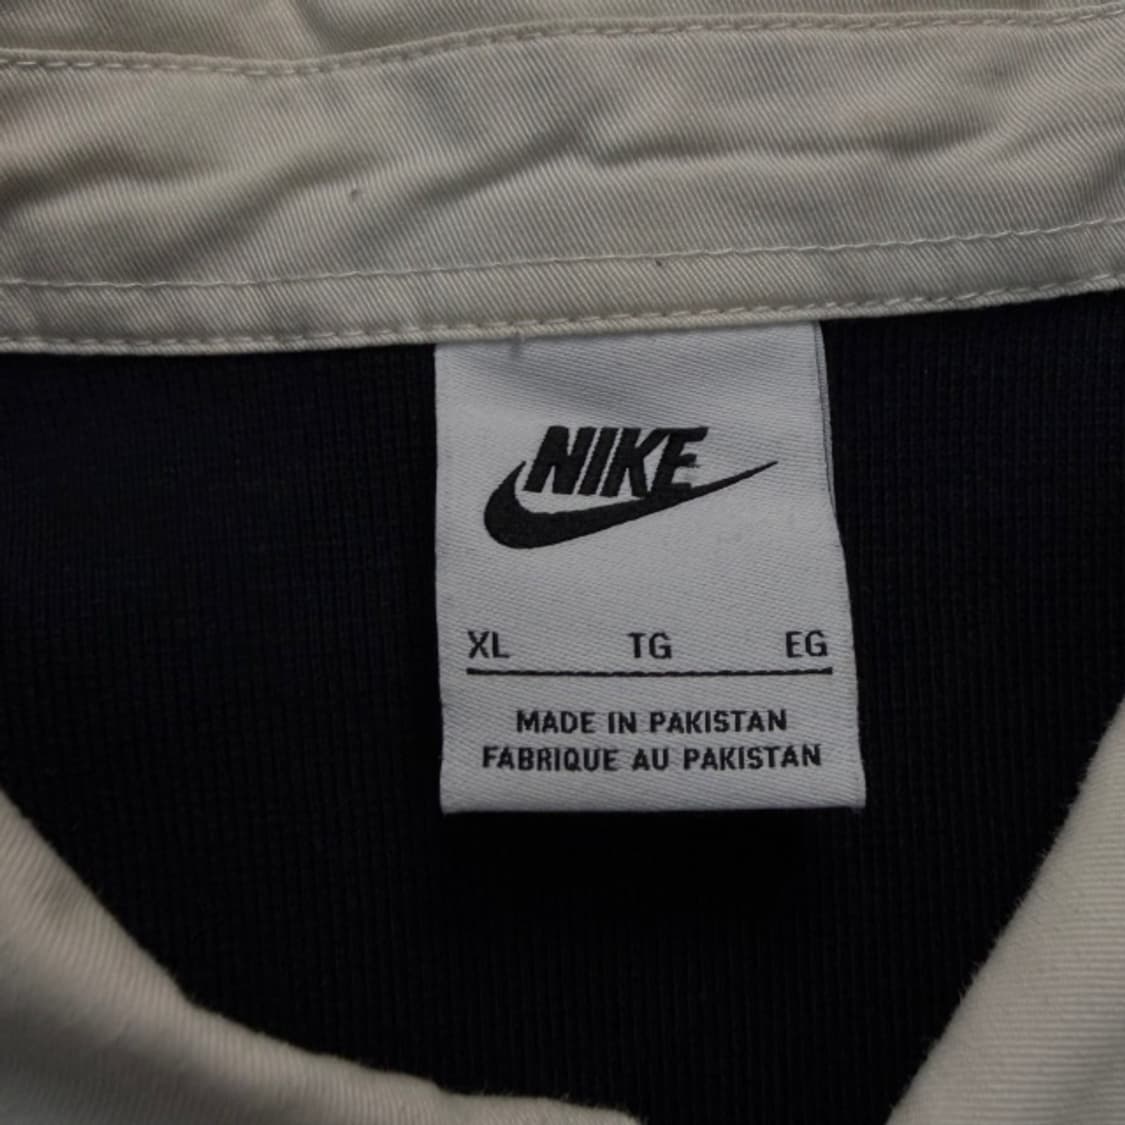 NIKE
XL TG EG
MADE IN PAKISTAN
FABRIQUE AU PAKISTAN